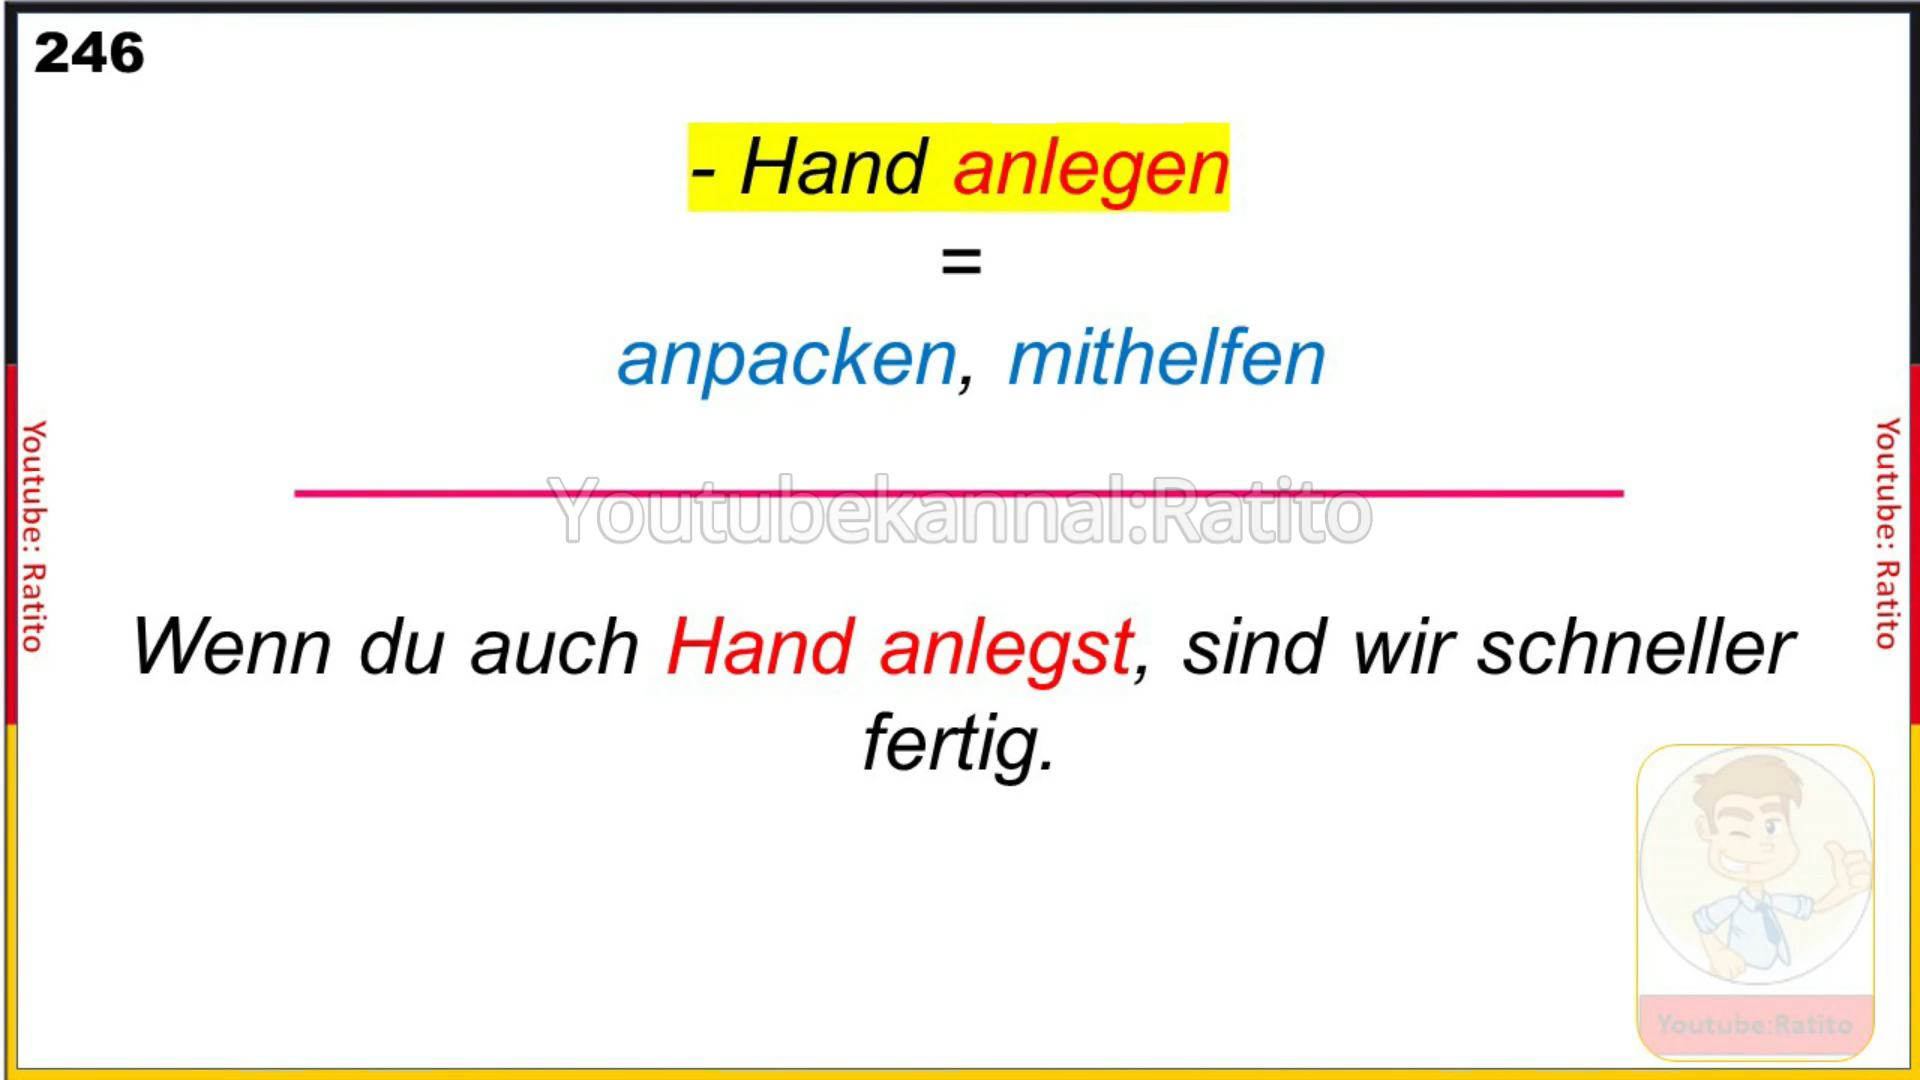 246
- Hand anlegen
=
anpacken, mithelfen
Youtubekannal:Ratito
Youtube: Ratito
Youtube: Ratito
Wenn du auch Hand anlegst, sind wir schneller
fertig.
Youtube:Ratito